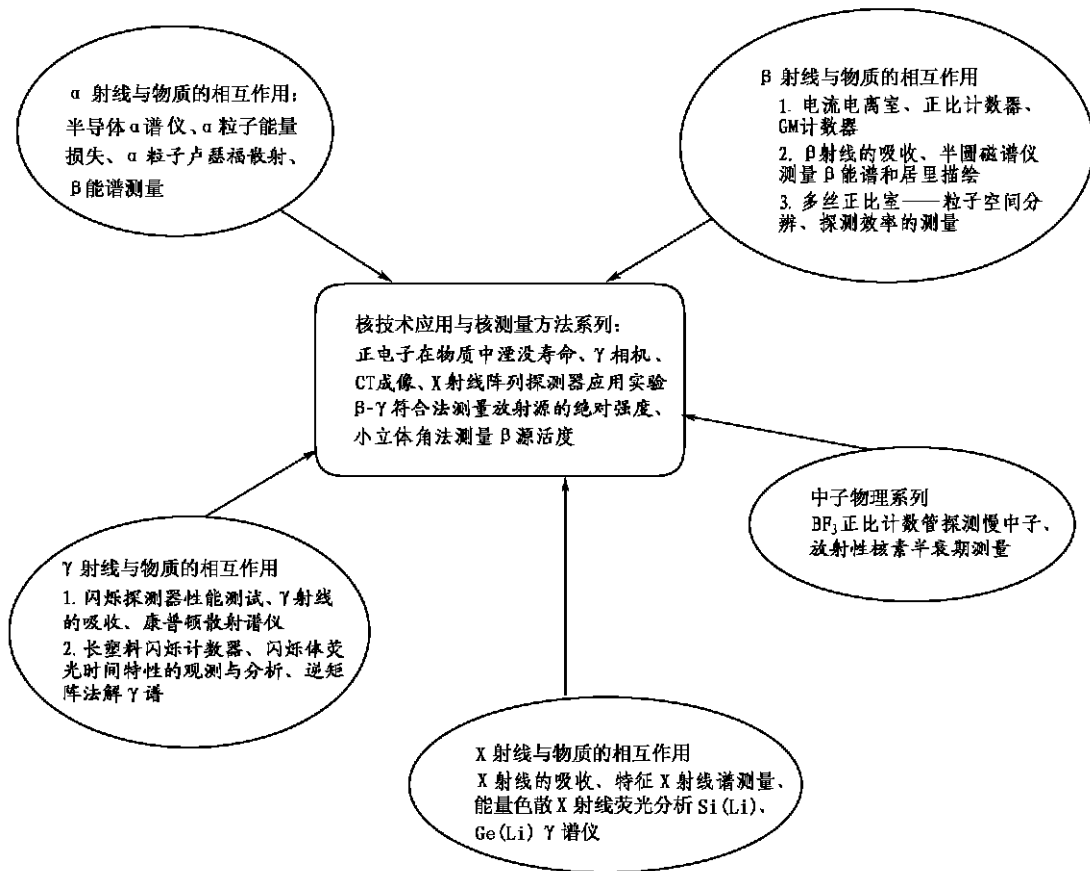 α 射线与物质的相互作用:
半导体α谱仪、α粒子能量
损失、α粒子卢瑟福散射、
β能谱测量
β 射线与物质的相互作用
1. 电流电离室、正比计数器、
GM计数器
2. β射线的吸收、半圆磁谱仪
测量β能谱和居里描绘
3. 多丝正比室——粒子空间分
辨、探测效率的测量
核技术应用与核测量方法系列:
正电子在物质中湮没寿命、γ相机、
CT成像、X射线阵列探测器应用实验
β-γ符合法测量放射源的绝对强度、
小立体角法测量β源活度
中子物理系列
BF₃正比计数管探测慢中子、
放射性核素半衰期测量
γ 射线与物质的相互作用
1. 闪烁探测器性能测试、γ射线
的吸收、康普顿散射谱仪
2. 长塑料闪烁计数器、闪烁体荧
光时间特性的观测与分析、逆矩
阵法解γ谱
X 射线与物质的相互作用
X 射线的吸收、特征X射线谱测量、
能量色散X射线荧光分析Si(Li)、
Ge(Li) γ谱仪